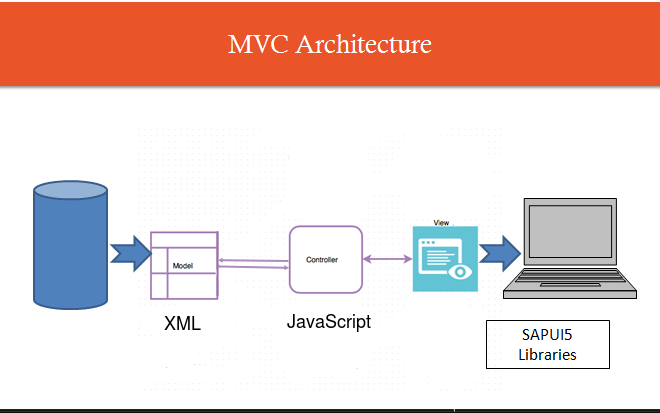 MVC Architecture
View
Model
Controller
XML
JavaScript
SAPUI5
Libraries